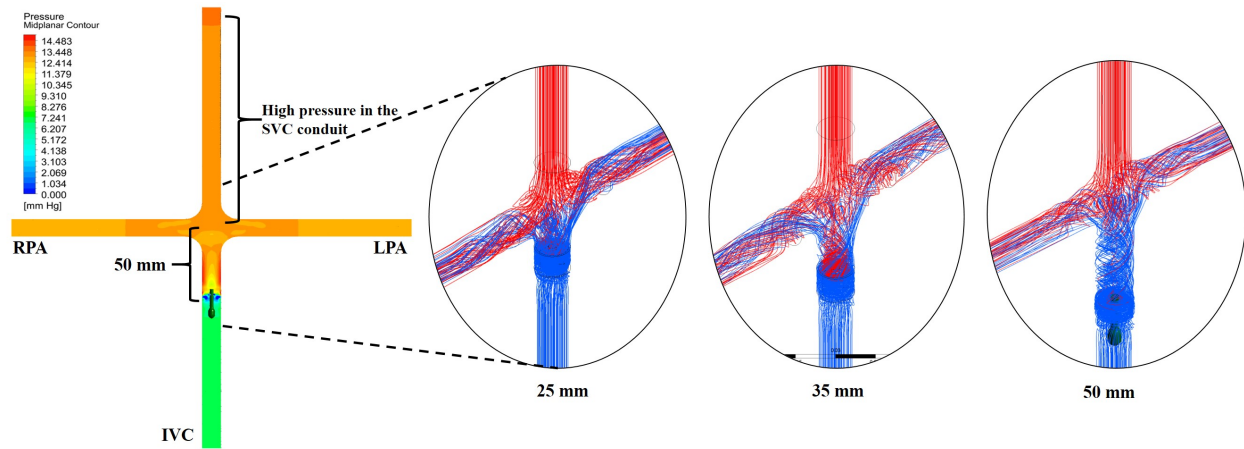 Pressure
Midplanar Contour
14.483
13.448
12.414
11.379
10.345
9.310
8.276
7.241
6.207
5.172
4.138
3.103
2.069
1.034
0.000
[mm Hg]
High pressure in the
SVC conduit
RPA
LPA
50 mm
IVC
25 mm
35 mm
50 mm